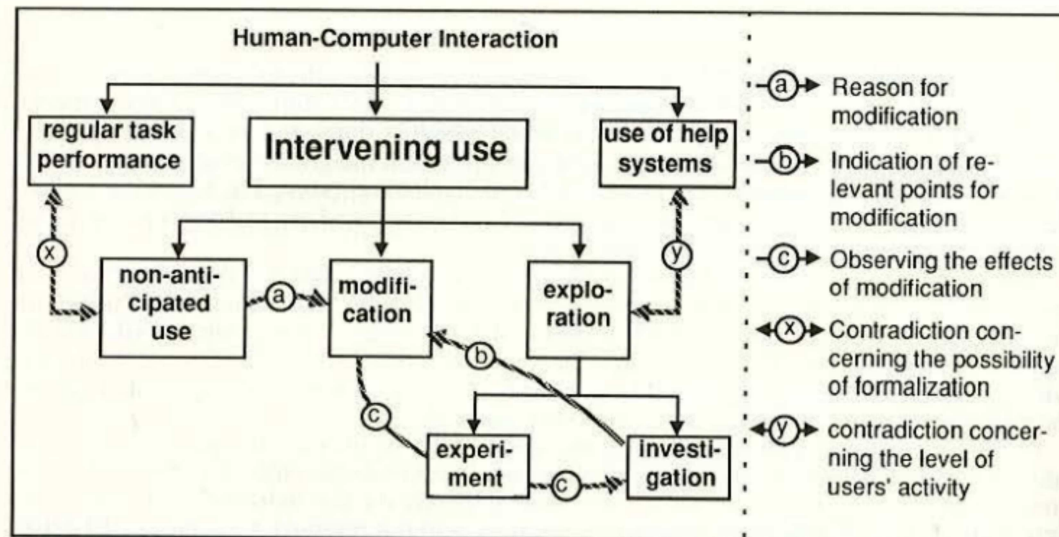 Human-Computer Interaction
regular task
performance
Intervening use
use of help
systems
x
y
non-anti-
cipated
use
a
modifi-
cation
explo-
ration
b
c
experi-
ment
c
investi-
gation
a
Reason for
modification
b
Indication of re-
levant points for
modification
c
Observing the effects
of modification
x
Contradiction con-
cerning the possibility
of formalization
y
contradiction concer-
ning the level of
users' activity